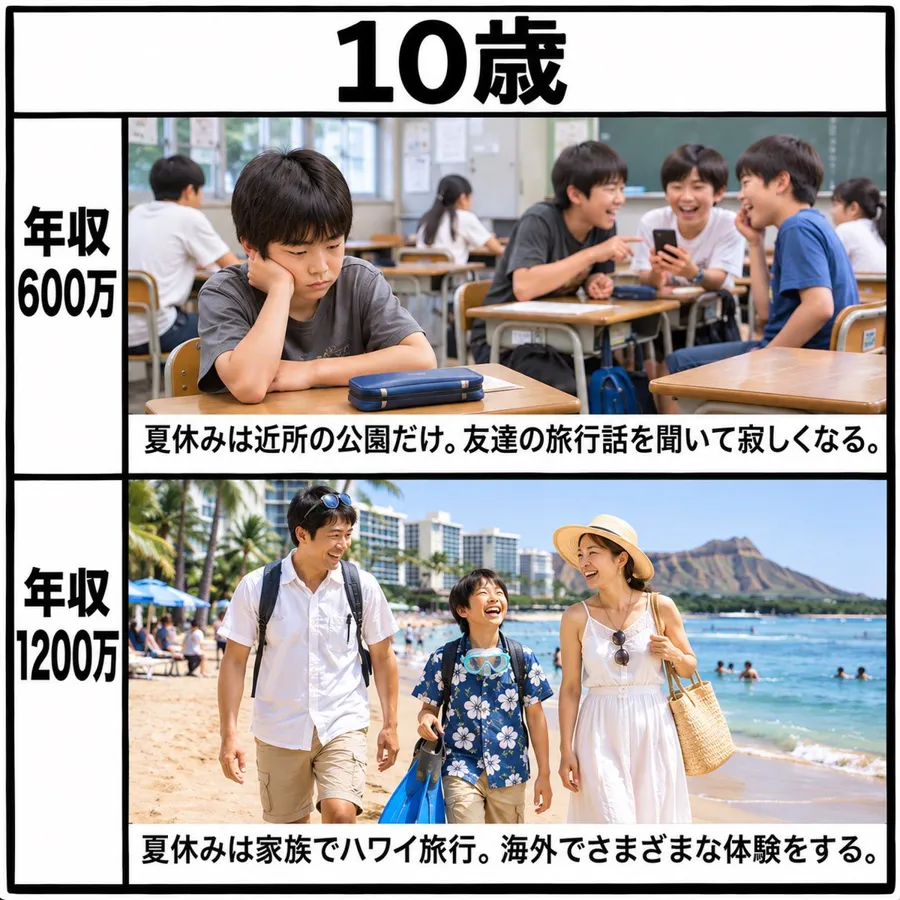 10歳
年収
600万
夏休みは近所の公園だけ。友達の旅行話を聞いて寂しくなる。
年収
1200万
夏休みは家族でハワイ旅行。海外でさまざまな体験をする。